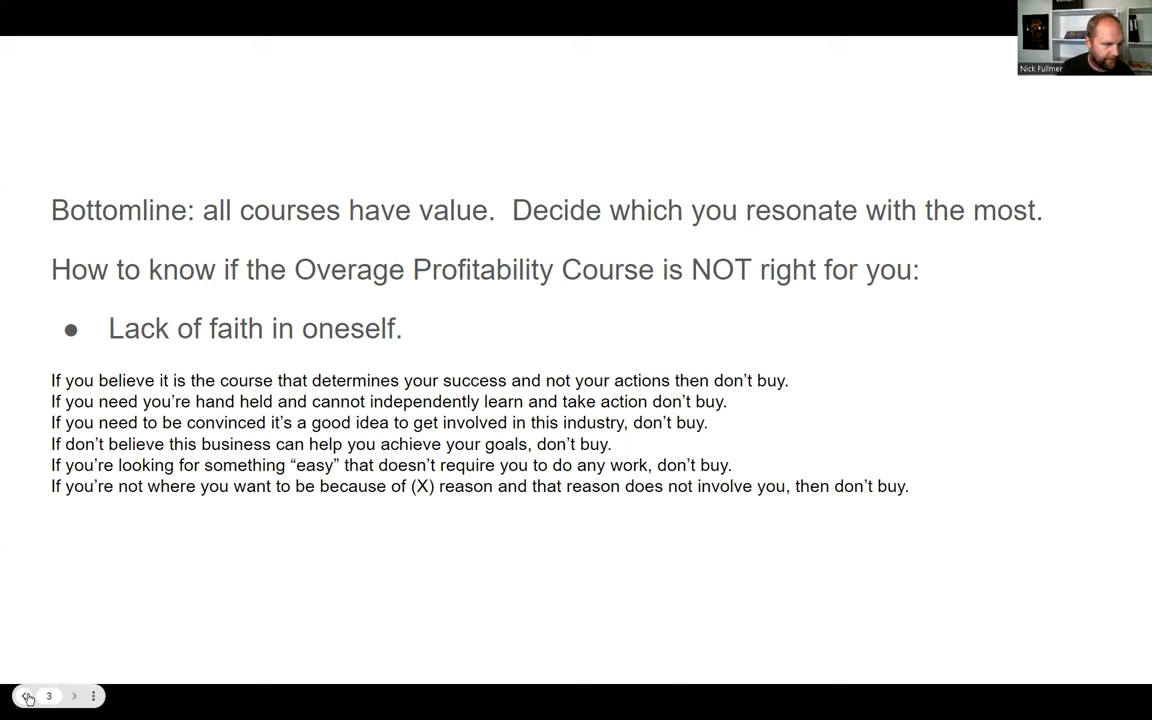 Nick Fullmer
Bottomline: all courses have value. Decide which you resonate with the most.
How to know if the Overage Profitability Course is NOT right for you:
● Lack of faith in oneself.
If you believe it is the course that determines your success and not your actions then don’t buy.
If you need you’re hand held and cannot independently learn and take action don’t buy.
If you need to be convinced it’s a good idea to get involved in this industry, don’t buy.
If don’t believe this business can help you achieve your goals, don’t buy.
If you’re looking for something “easy” that doesn’t require you to do any work, don’t buy.
If you’re not where you want to be because of (X) reason and that reason does not involve you, then don’t buy.
3